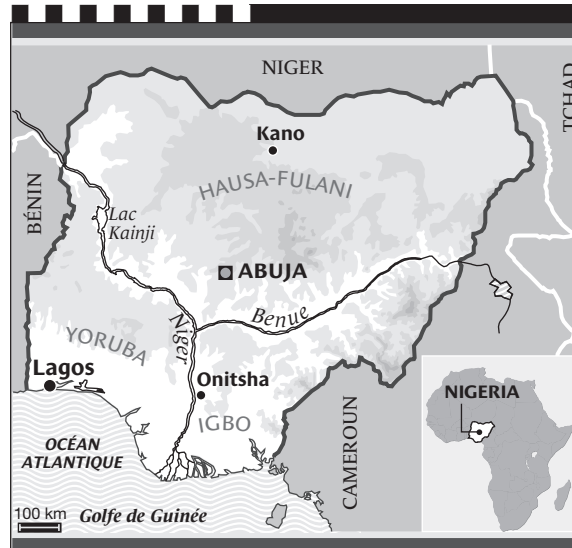 NIGER
TCHAD
Kano
HAUSA-FULANI
BÉNIN
Lac
Kainji
ABUJA
Benue
Niger
YORUBA
Lagos
Onitsha
IGBO
NIGERIA
OCÉAN
ATLANTIQUE
CAMEROUN
100 km
Golfe de Guinée